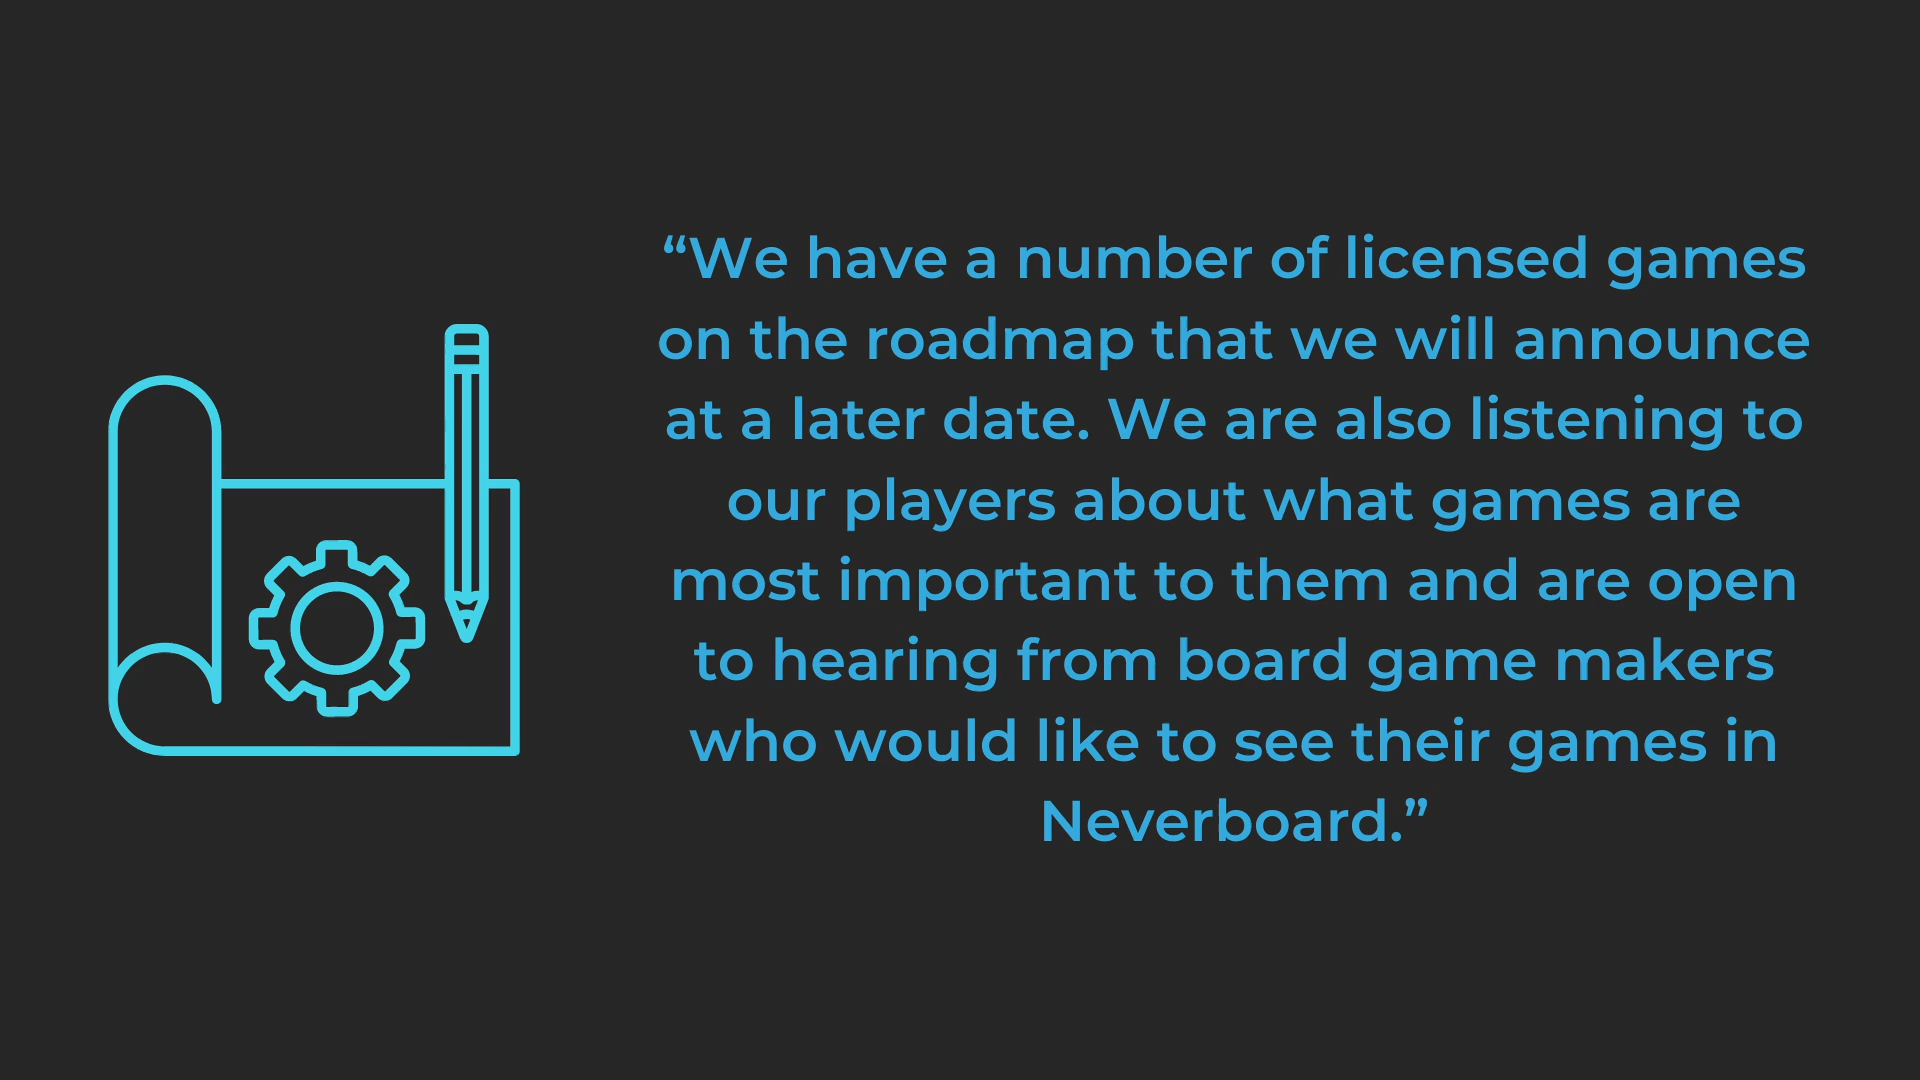 “We have a number of licensed games
on the roadmap that we will announce
at a later date. We are also listening to
our players about what games are
most important to them and are open
to hearing from board game makers
who would like to see their games in
Neverboard.”